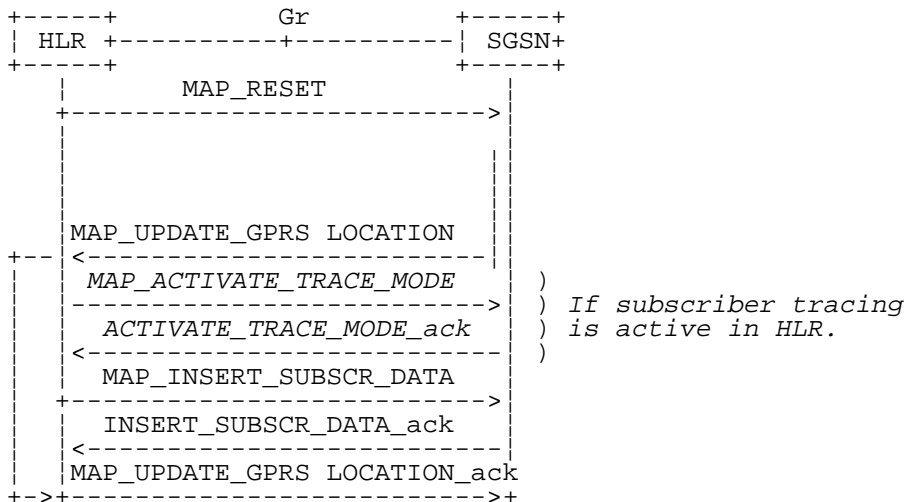 Gr
HLR SGSN
MAP_RESET
MAP_UPDATE_GPRS LOCATION
MAP_ACTIVATE_TRACE_MODE )
) If subscriber tracing
ACTIVATE_TRACE_MODE_ack ) is active in HLR.
)
MAP_INSERT_SUBSCR_DATA
INSERT_SUBSCR_DATA_ack
MAP_UPDATE_GPRS LOCATION_ack